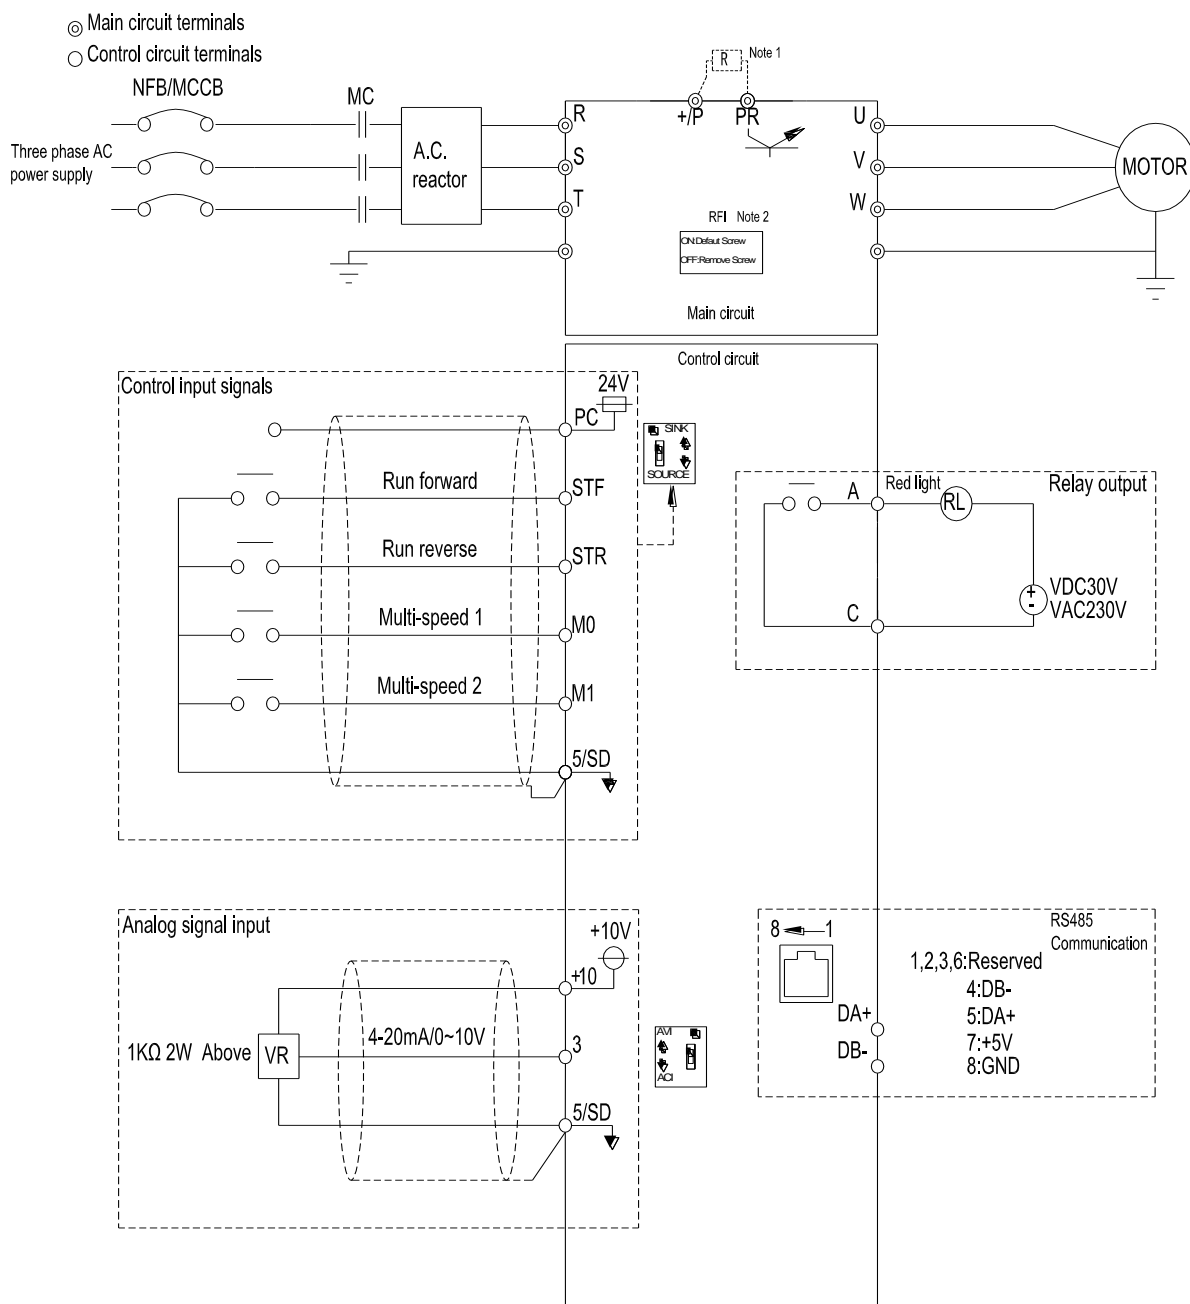 Main circuit terminals
Control circuit terminals
NFB/MCCB
MC
Three phase AC
power supply
A.C.
reactor
R
S
T
R
Note 1
+/P
PR
U
V
W
MOTOR
RFI Note 2
ON:Defaut Screw
OFF:Remove Screw
Main circuit
Control circuit
Control input signals
24V
PC
SINK
SOURCE
Run forward
STF
Run reverse
STR
Multi-speed 1
M0
Multi-speed 2
M1
5/SD
Relay output
A
Red light
RL
C
+
-
VDC30V
VAC230V
Analog signal input
+10V
+10
1KΩ 2W Above
VR
4-20mA/0~10V
3
5/SD
AVI
ACI
RS485
Communication
8
1
1,2,3,6:Reserved
4:DB-
5:DA+
7:+5V
8:GND
DA+
DB-